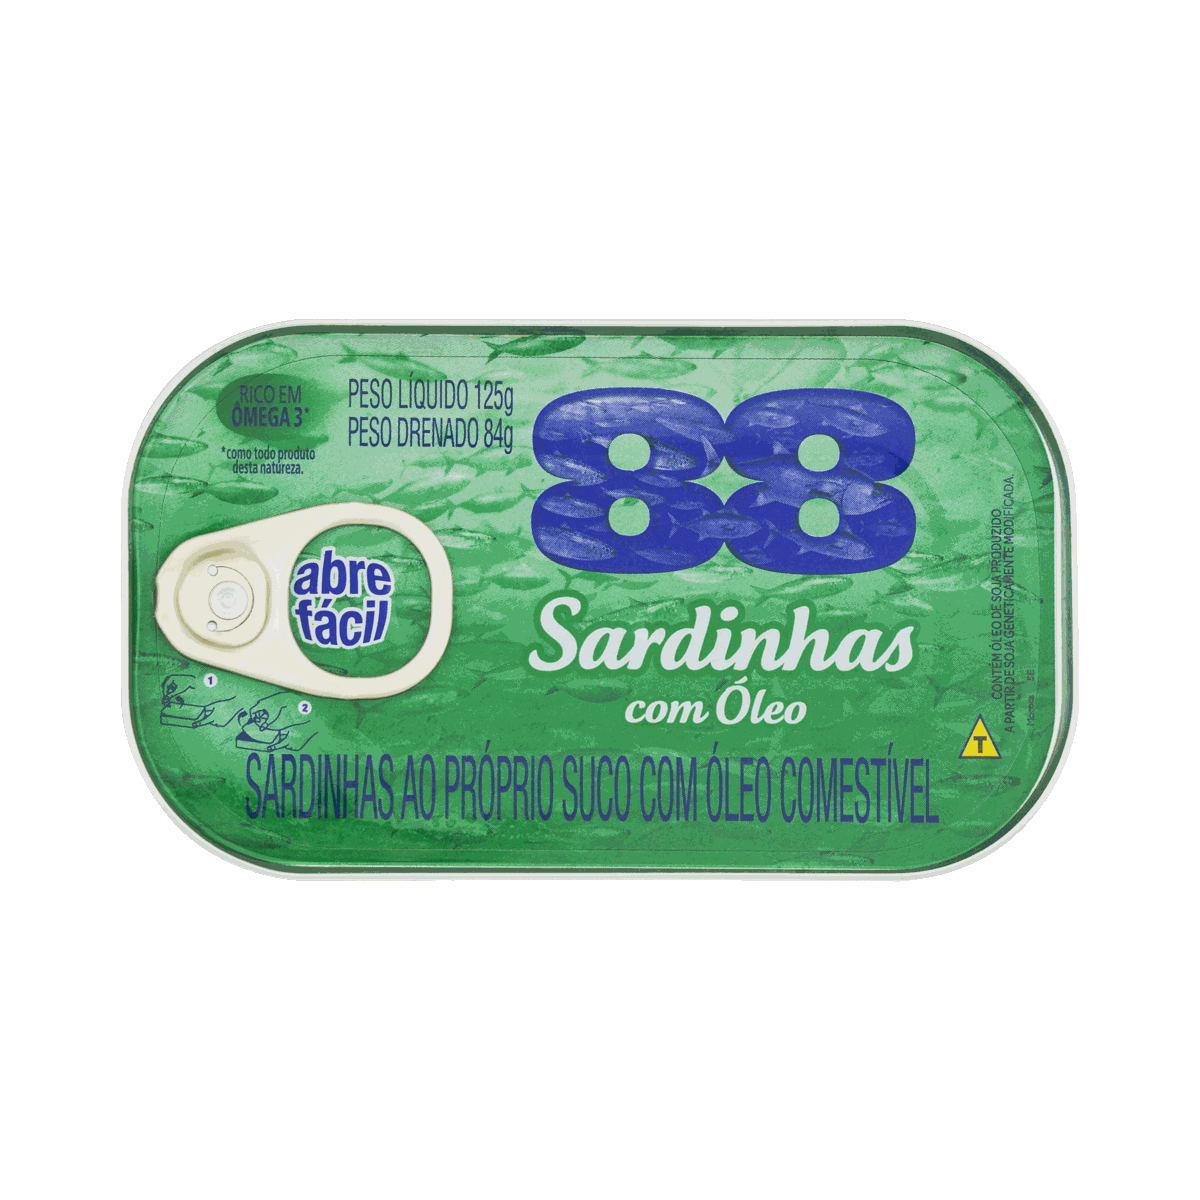 RICO EM
ÔMEGA 3*
*como todo produto
desta natureza.
PESO LÍQUIDO 125g
PESO DRENADO 84g
88
abre
fácil
Sardinhas
com Óleo
1
2
SARDINHAS AO PRÓPRIO SUCO COM ÓLEO COMESTÍVEL
CONTÉM ÓLEO DE SOJA PRODUZIDO
A PARTIR DE SOJA GENETICAMENTE MODIFICADA.
T